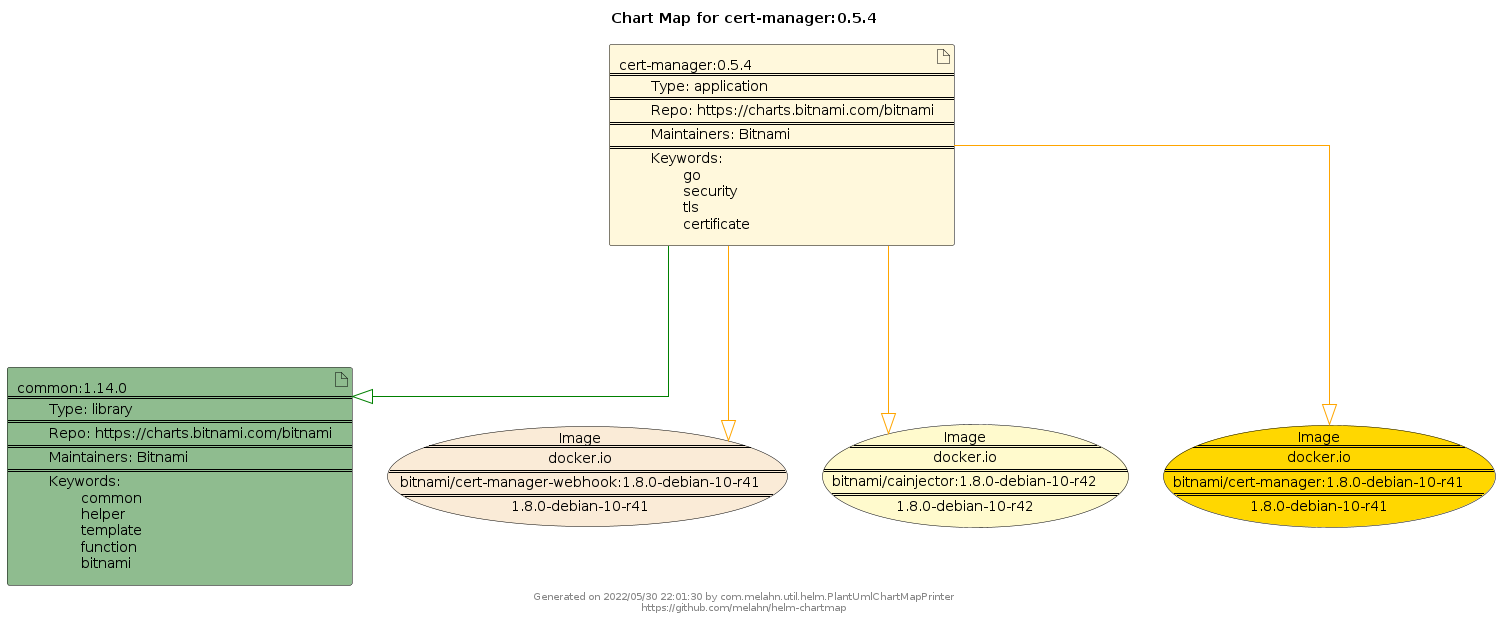 Chart Map for cert-manager:0.5.4
cert-manager:0.5.4
Type: application
Repo: https://charts.bitnami.com/bitnami
Maintainers: Bitnami
Keywords:
go
security
tls
certificate
common:1.14.0
Type: library
Repo: https://charts.bitnami.com/bitnami
Maintainers: Bitnami
Keywords:
common
helper
template
function
bitnami
Image
docker.io
bitnami/cert-manager-webhook:1.8.0-debian-10-r41
1.8.0-debian-10-r41
Image
docker.io
bitnami/cainjector:1.8.0-debian-10-r42
1.8.0-debian-10-r42
Image
docker.io
bitnami/cert-manager:1.8.0-debian-10-r41
1.8.0-debian-10-r41
Generated on 2022/05/30 22:01:30 by com.melahn.util.helm.PlantUmlChartMapPrinter
https://github.com/melahn/helm-chartmap